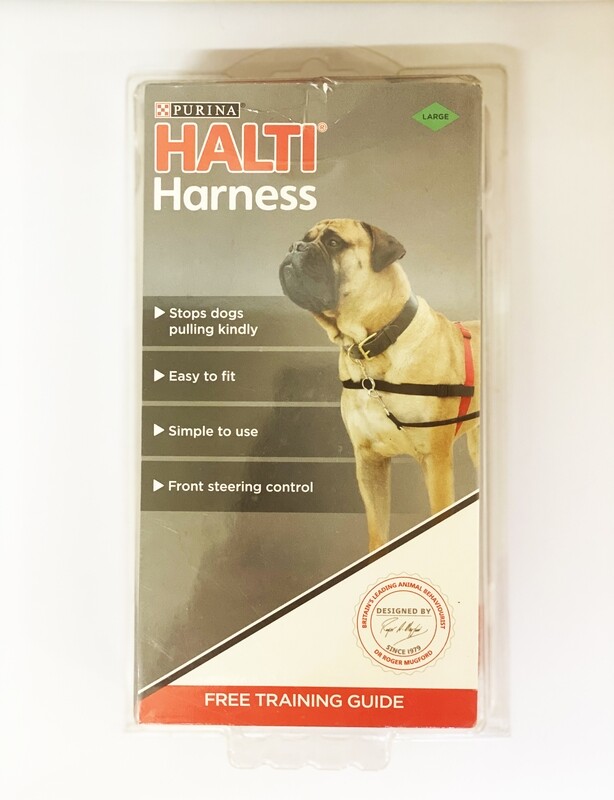 PURINA
HALTI®
Harness
LARGE
Stops dogs
pulling kindly
Easy to fit
Simple to use
Front steering control
BRITAIN'S LEADING ANIMAL BEHAVIOURIST
DESIGNED BY
SINCE 1979
DR ROGER MUGFORD
FREE TRAINING GUIDE